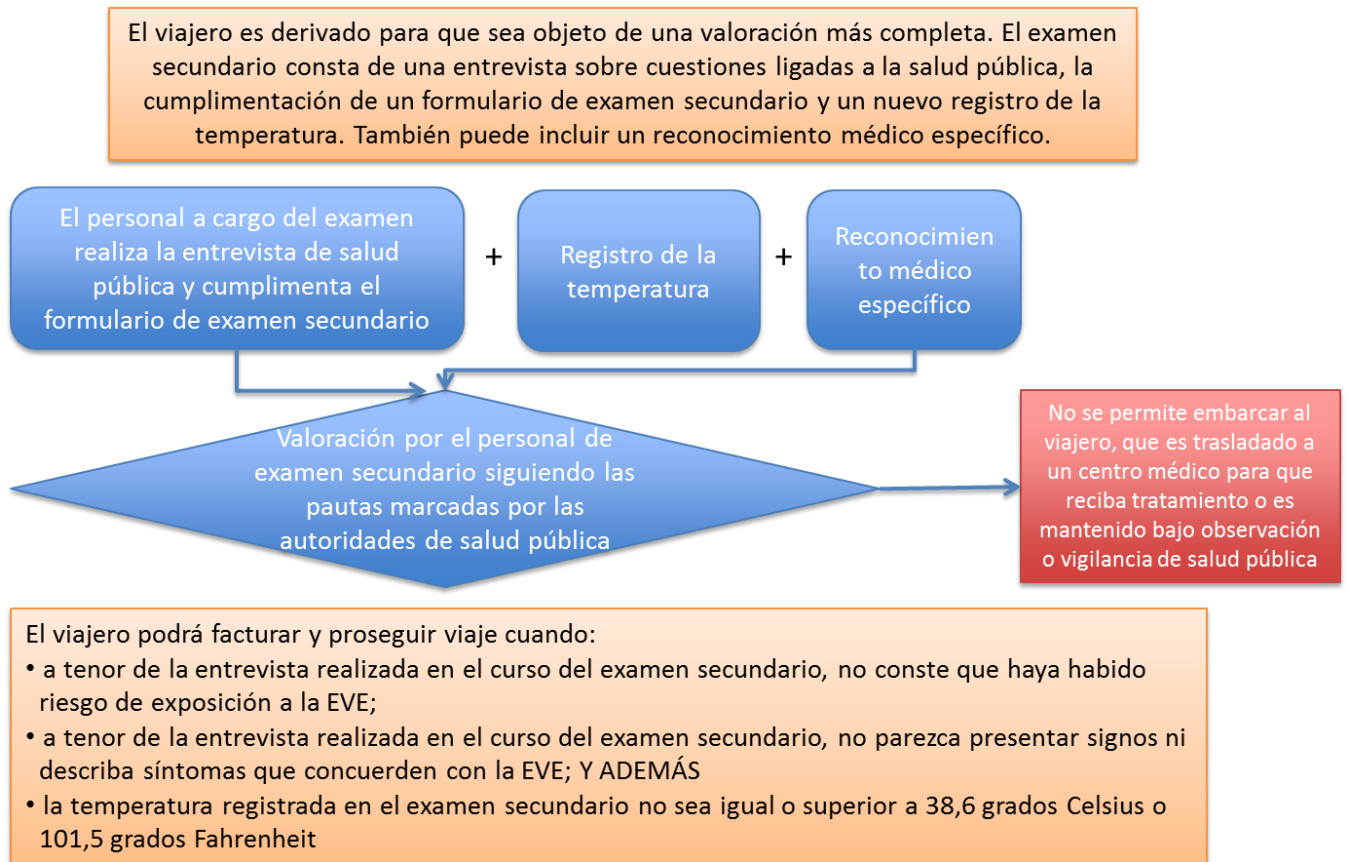 El viajero es derivado para que sea objeto de una valoración más completa. El examen
secundario consta de una entrevista sobre cuestiones ligadas a la salud pública, la
cumplimentación de un formulario de examen secundario y un nuevo registro de la
temperatura. También puede incluir un reconocimiento médico específico.
El personal a cargo del examen
realiza la entrevista de salud
pública y cumplimenta el
formulario de examen secundario
+
Registro de la
temperatura
+
Reconocimien
to médico
específico
Valoración por el personal de
examen secundario siguiendo las
pautas marcadas por las
autoridades de salud pública
No se permite embarcar al
viajero, que es trasladado a
un centro médico para que
reciba tratamiento o es
mantenido bajo observación
o vigilancia de salud pública
El viajero podrá facturar y proseguir viaje cuando:
• a tenor de la entrevista realizada en el curso del examen secundario, no conste que haya habido
riesgo de exposición a la EVE;
• a tenor de la entrevista realizada en el curso del examen secundario, no parezca presentar signos ni
describa síntomas que concuerden con la EVE; Y ADEMÁS
• la temperatura registrada en el examen secundario no sea igual o superior a 38,6 grados Celsius o
101,5 grados Fahrenheit